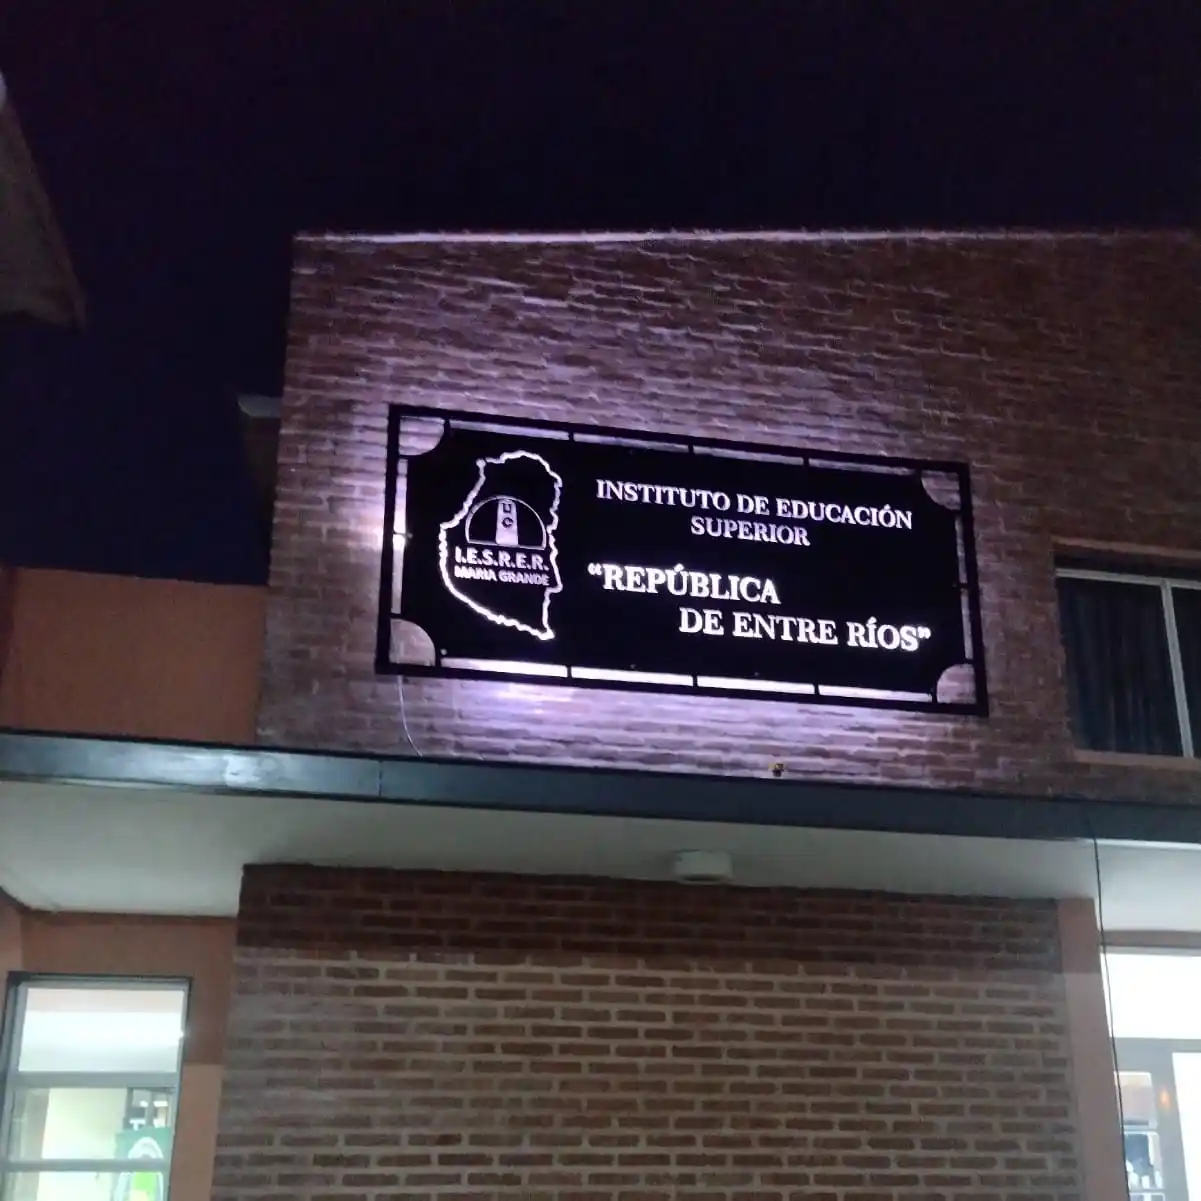 U
C
I.E.S.R.E.R.
MARIA GRANDE
INSTITUTO DE EDUCACIÓN
SUPERIOR
“REPÚBLICA
DE ENTRE RÍOS”